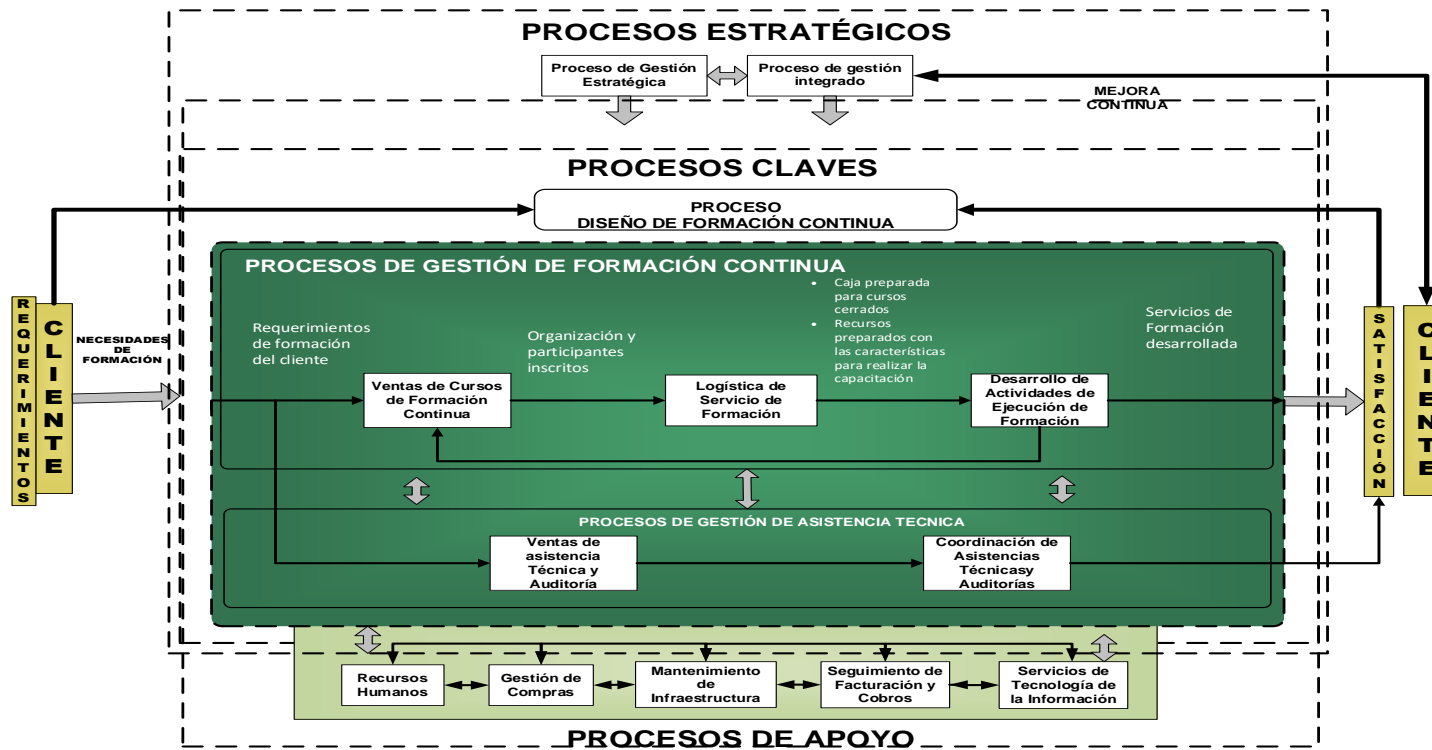 PROCESOS ESTRATÉGICOS
Proceso de Gestión
Estratégica
Proceso de gestión
integrado
MEJORA
CONTINUA
PROCESOS CLAVES
PROCESO
DISEÑO DE FORMACIÓN CONTINUA
PROCESOS DE GESTIÓN DE FORMACIÓN CONTINUA
REQUERIMIENTOS
CLIENTE
NECESIDADES
DE
FORMACIÓN
Requerimientos
de formación
del cliente
Organización y
participantes
inscritos
• Caja preparada
para cursos
cerrados
• Recursos
preparados con
las características
para realizar la
capacitación
Servicios de
Formación
desarrollada
Ventas de Cursos
de Formación
Continua
Logística de
Servicio de
Formación
Desarrollo de
Actividades de
Ejecución de
Formación
SATISFACCIÓN
CLIENTE
PROCESOS DE GESTIÓN DE ASISTENCIA TECNICA
Ventas de
asistencia
Técnica y
Auditoría
Coordinación de
Asistencias
Técnicasy
Auditorías
Recursos
Humanos
Gestión de
Compras
Mantenimiento
de
Infraestructura
Seguimiento de
Facturación y
Cobros
Servicios de
Tecnología de
la Información
PROCESOS DE APOYO